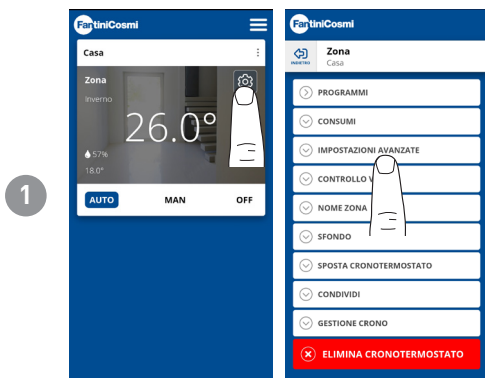 1
FantiniCosmi
Casa
Zona
Inverno
26.0°
57%
18.0°
AUTO MAN OFF
FantiniCosmi
INDIETRO
Zona
Casa
PROGRAMMI
CONSUMI
IMPOSTAZIONI AVANZATE
CONTROLLO
NOME ZONA
SFONDO
SPOSTA CRONOTERMOSTATO
CONDIVIDI
GESTIONE CRONO
ELIMINA CRONOTERMOSTATO